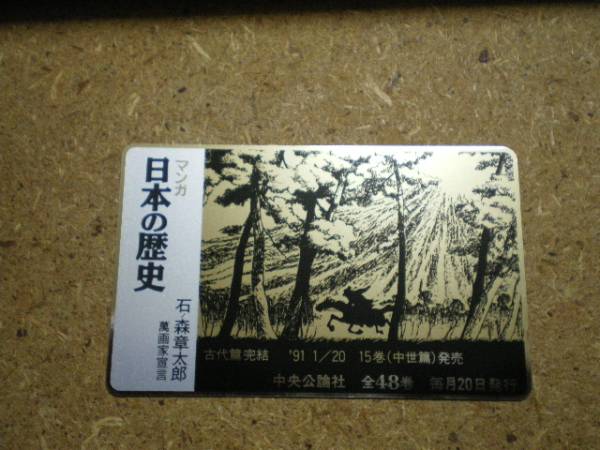 マンガ
日本の歴史
石ノ森章太郎
萬画家宣言
古代篇完結 '91 1/20 15巻(中世篇)発売
中央公論社 全48巻 毎月20日発行